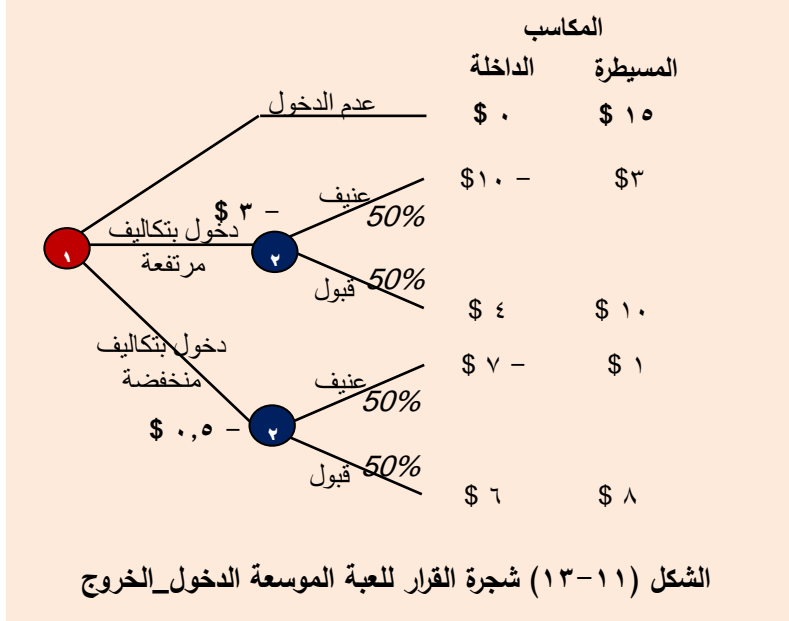 المكاسب
الداخلة المسيطرة
عدم الدخول
$ ٠ $ ١٥
عنيف
50%
$١٠ – $٣
– ٣ $
دخول بتكاليف
مرتفعة
١
٢
50%
قبول
$ ٤ $ ١٠
دخول بتكاليف
منخفضة
عنيف
50%
$ ٧ – $ ١
– ٠,٥ $
٢
50%
قبول
$ ٦ $ ٨
الشكل (١١-١٣) شجرة القرار للعبة الموسعة الدخول_الخروج